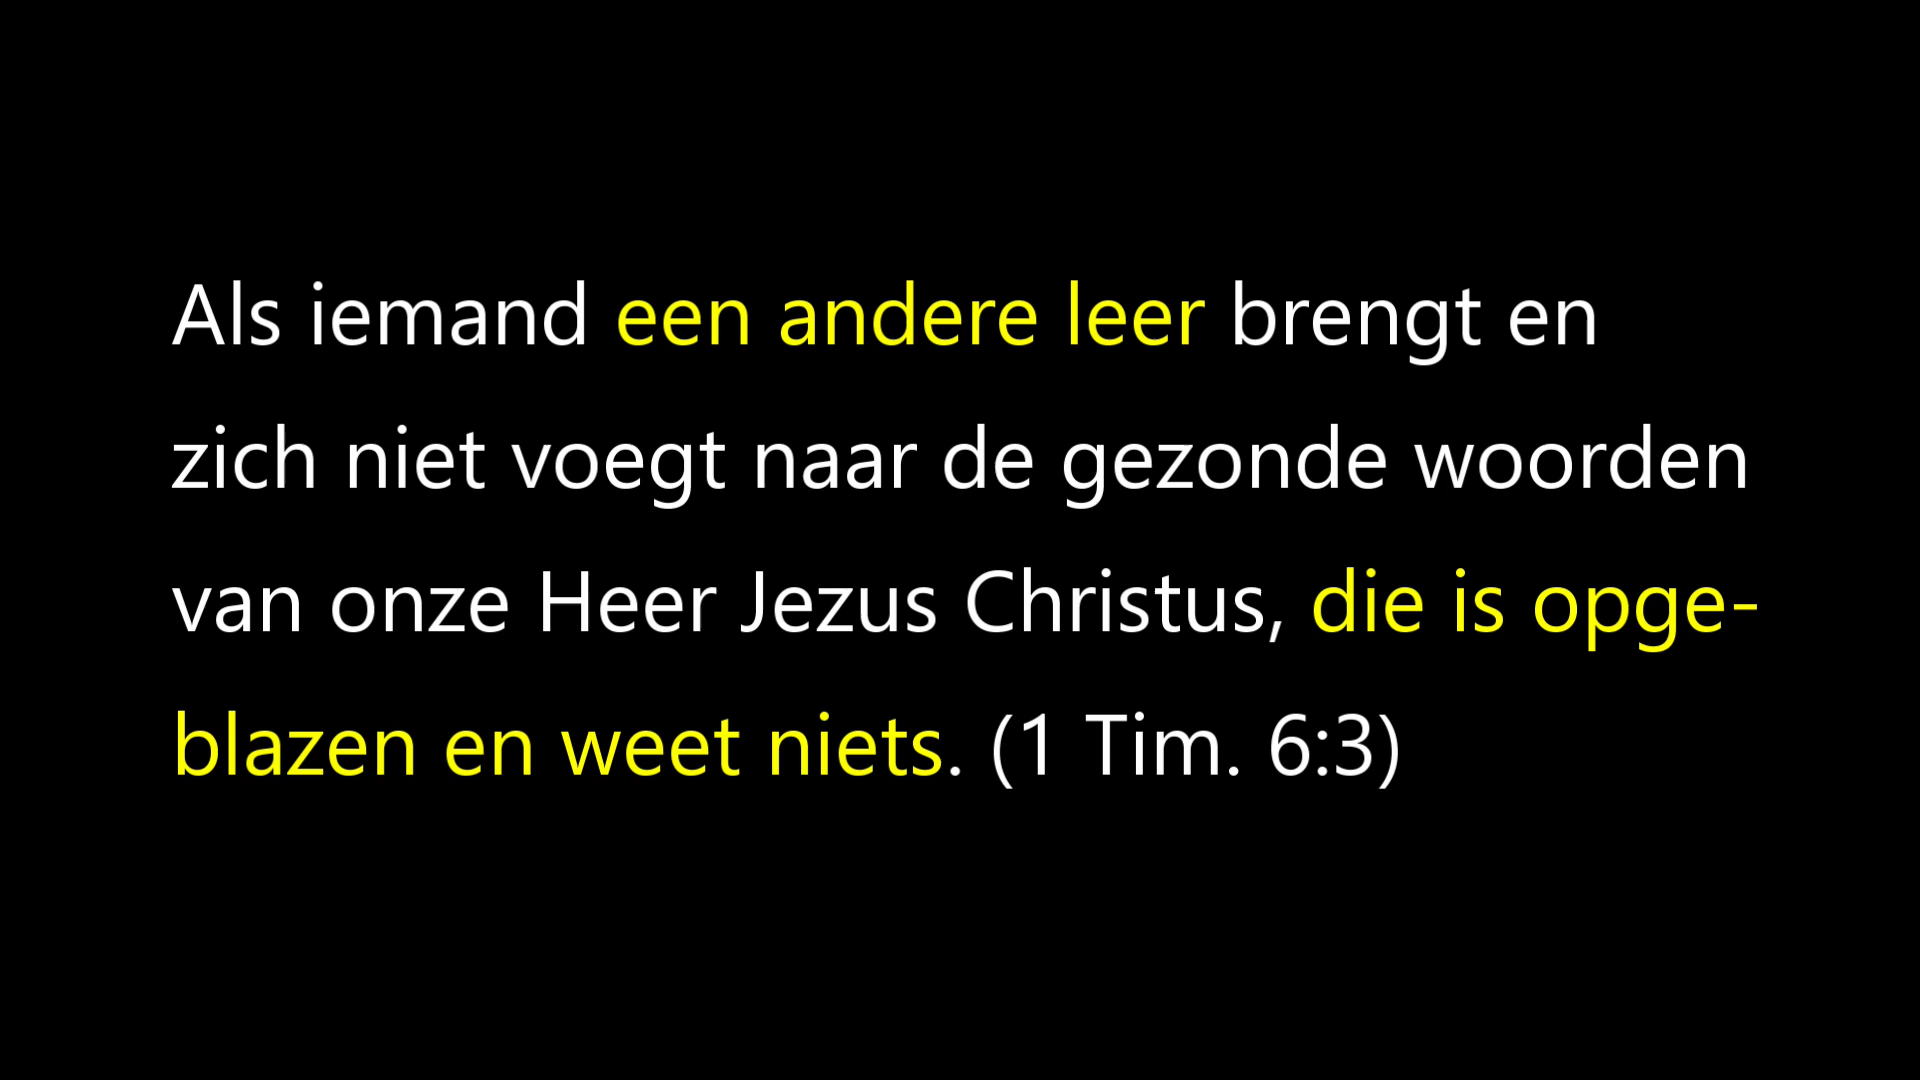 Als iemand een andere leer brengt en
zich niet voegt naar de gezonde woorden
van onze Heer Jezus Christus, die is opge-
blazen en weet niets. (1 Tim. 6:3)